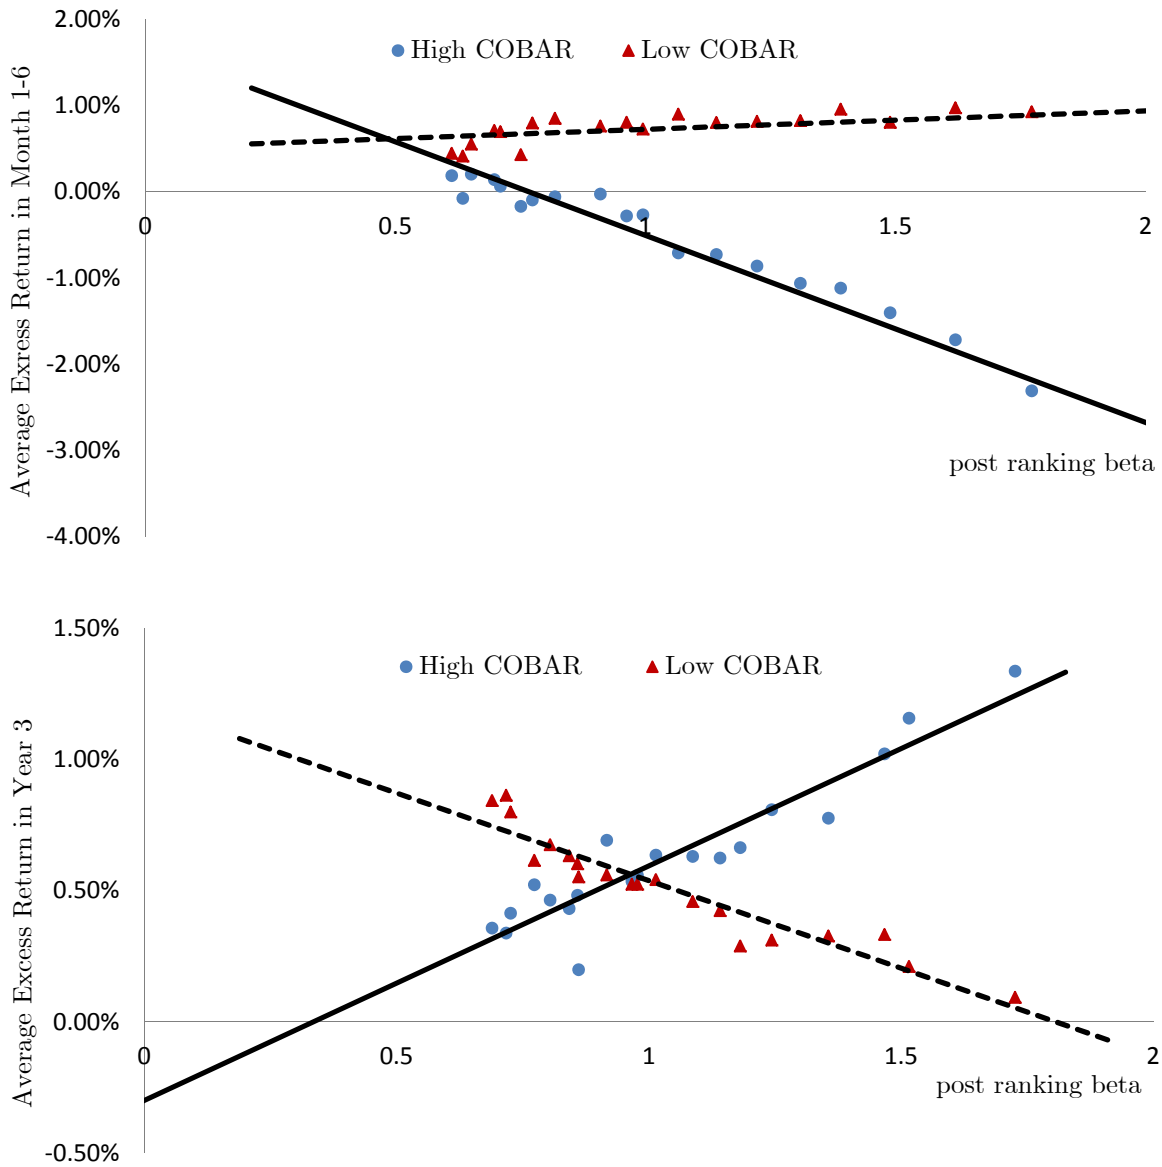 2.00%
High COBAR Low COBAR
1.00%
0.00%
0 0.5 1 1.5 2
-1.00%
-2.00%
-3.00%
-4.00%
Average Exress Return in Month 1-6
post ranking beta
1.50%
High COBAR Low COBAR
1.00%
0.50%
0.00%
0 0.5 1 1.5 2
-0.50%
Average Excess Return in Year 3
post ranking beta